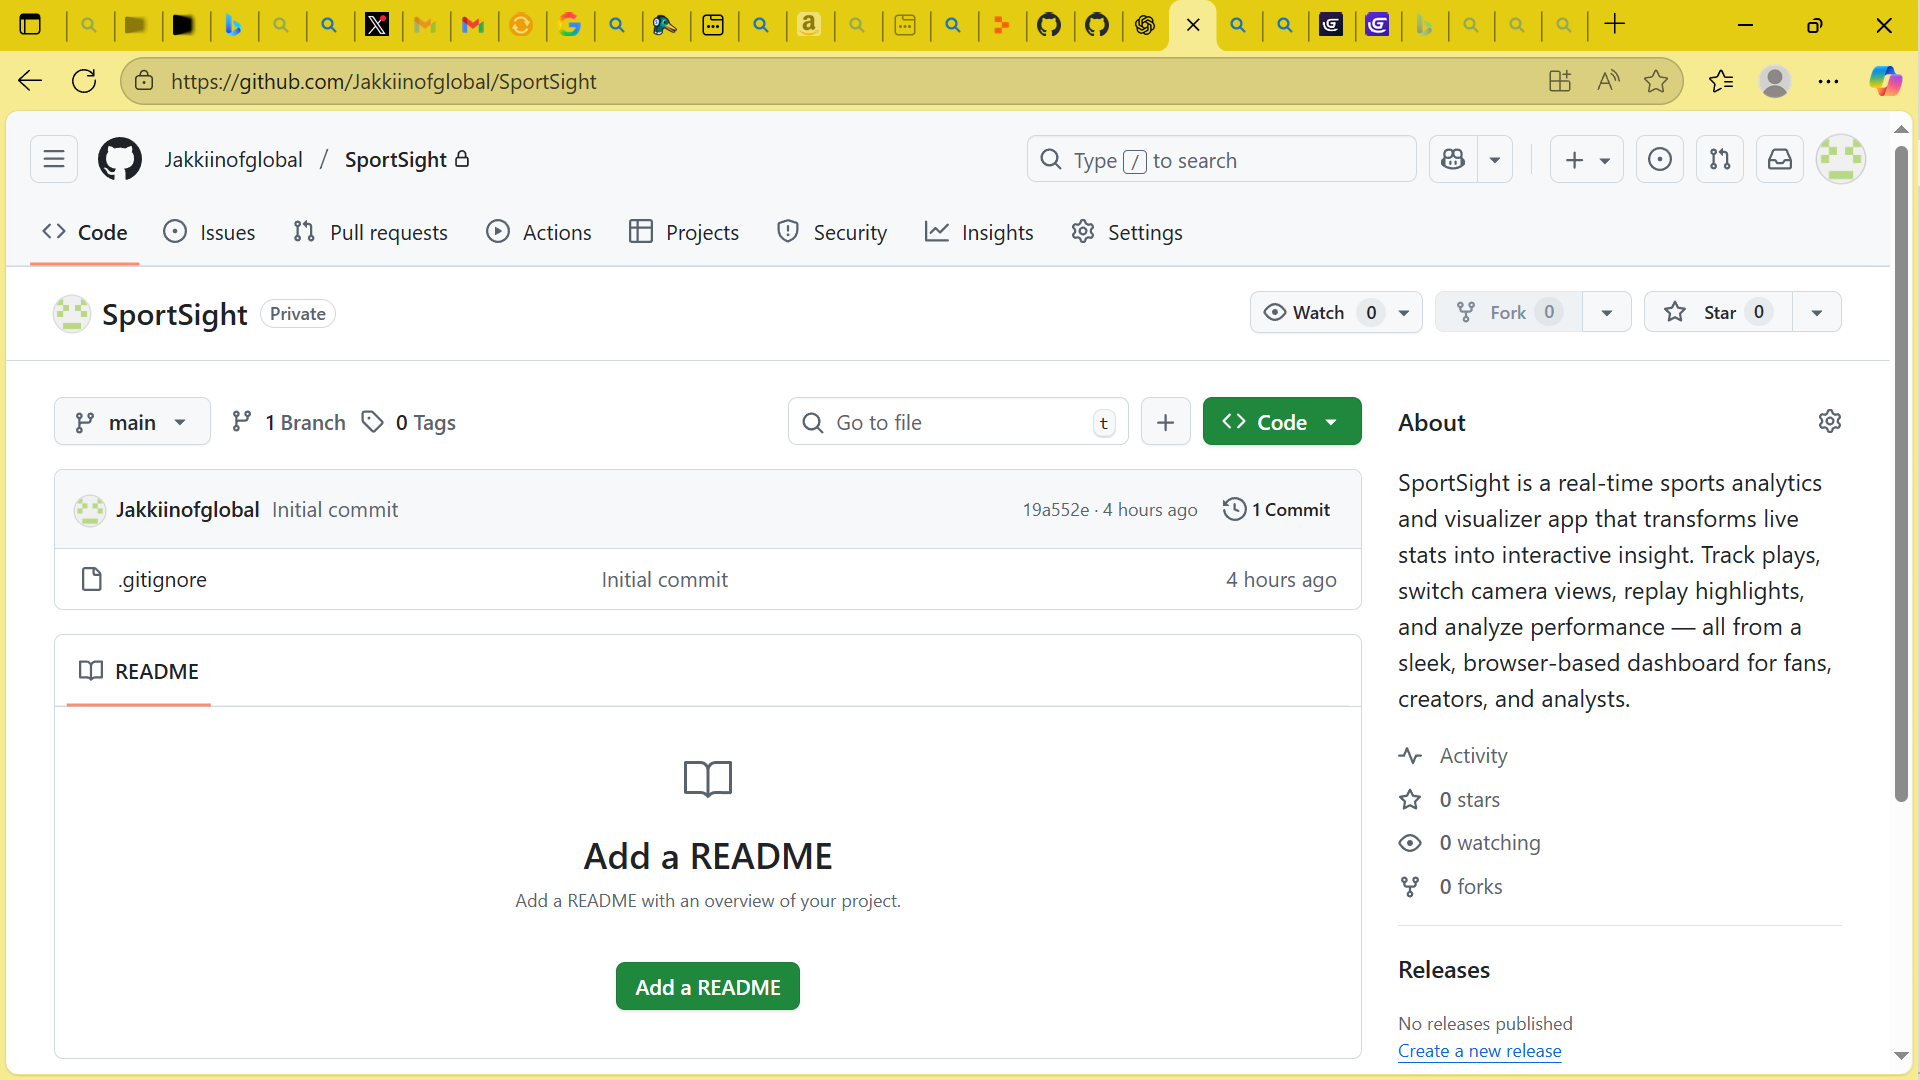 https://github.com/Jakkiinofglobal/SportSight
Jakkiinofglobal / SportSight
Type / to search
Code
Issues
Pull requests
Actions
Projects
Security
Insights
Settings
SportSight Private
Watch 0
Fork 0
Star 0
main
1 Branch
0 Tags
Go to file
t
Code
Jakkiinofglobal Initial commit
19a552e · 4 hours ago
1 Commit
.gitignore
Initial commit
4 hours ago
README
Add a README
Add a README with an overview of your project.
Add a README
About
SportSight is a real-time sports analytics
and visualizer app that transforms live
stats into interactive insight. Track plays,
switch camera views, replay highlights,
and analyze performance — all from a
sleek, browser-based dashboard for fans,
creators, and analysts.
Activity
0 stars
0 watching
0 forks
Releases
No releases published
Create a new release